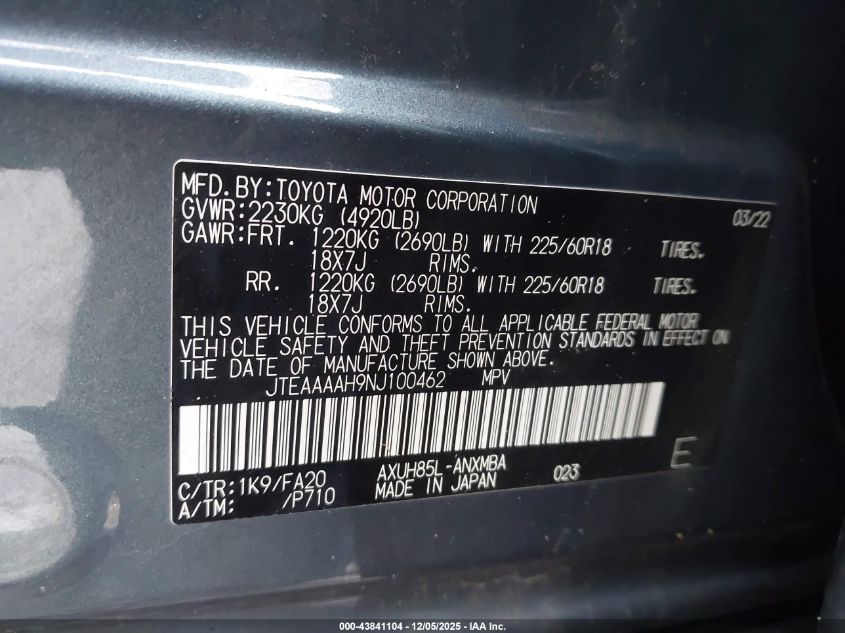 MFD.BY:TOYOTA MOTOR CORPORATION 03/22
GVWR:2230KG (4920LB)
GAWR:FRT. 1220KG (2690LB) WITH 225/60R18 TIRES.
18X7J RIMS.
RR. 1220KG (2690LB) WITH 225/60R18 TIRES.
18X7J RIMS.
THIS VEHICLE CONFORMS TO ALL APPLICABLE FEDERAL MOTOR
VEHICLE SAFETY AND THEFT PREVENTION STANDARDS IN EFFECT ON
THE DATE OF MANUFACTURE SHOWN ABOVE.
JTEAAAAH9NJ100462 MPV
C/TR:1K9/FA20 AXUH85L-ANXMBA 023 E
A/TM: /P710 MADE IN JAPAN
000-43841104 - 12/05/2025 - IAA Inc.